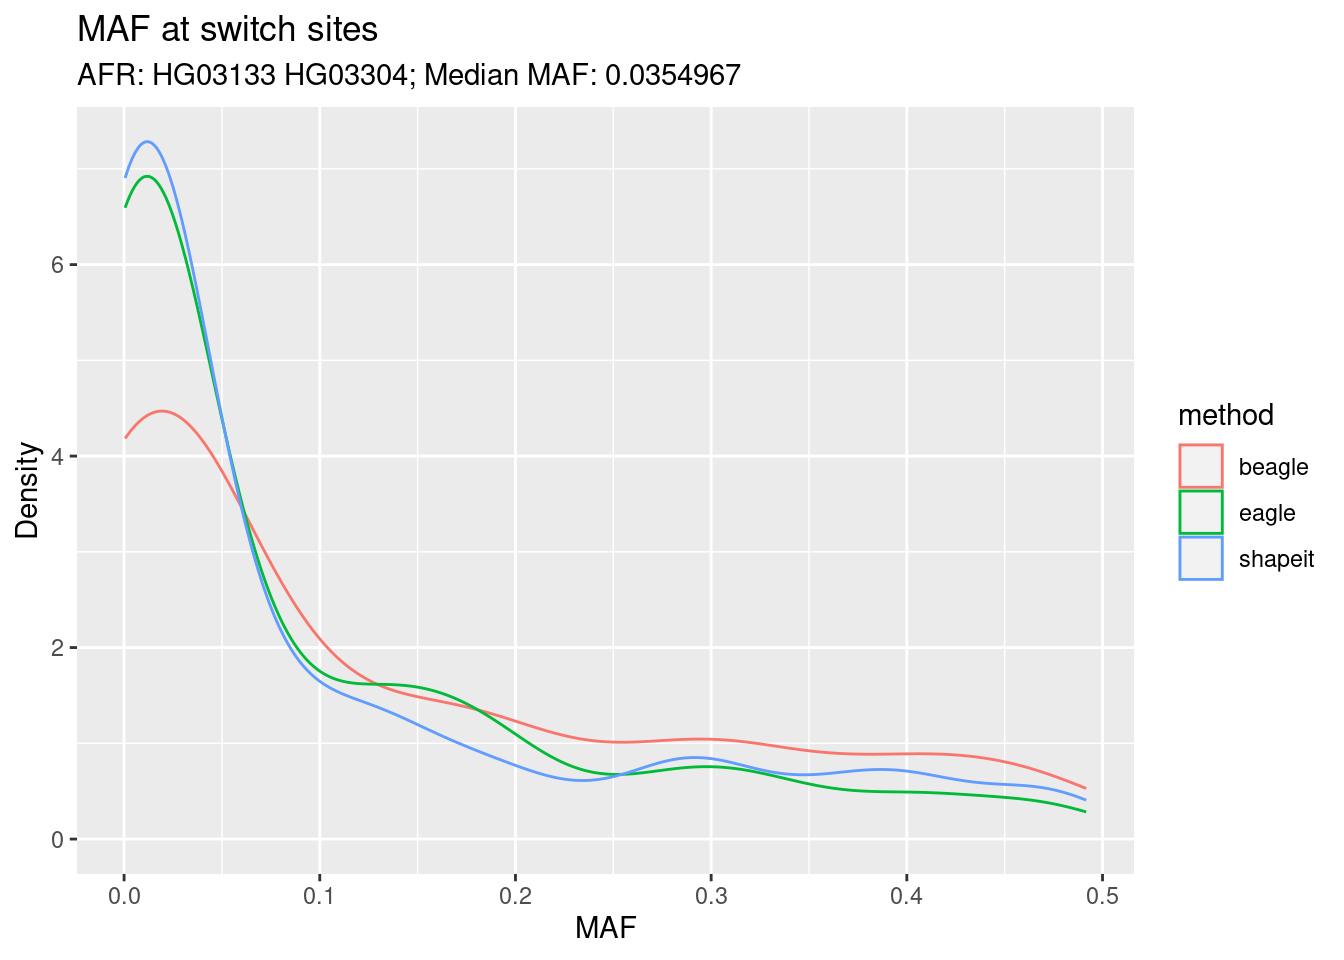 MAF at switch sites
AFR: HG03133 HG03304; Median MAF: 0.0354967
Density
6
4
2
0
0.0 0.1 0.2 0.3 0.4 0.5
MAF
method
beagle
eagle
shapeit